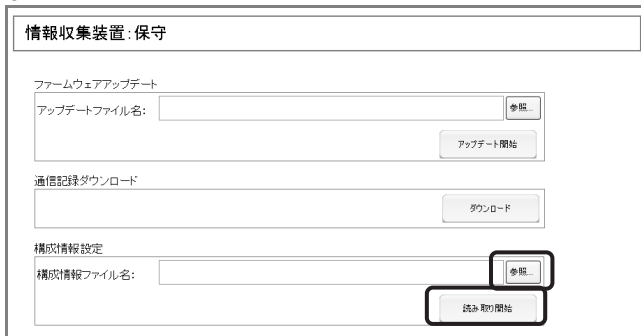 情報収集装置:保守
ファームウェアアップデート
アップデートファイル名: 参照...
アップデート開始
通信記録ダウンロード
ダウンロード
構成情報設定
構成情報ファイル名: 参照...
読み取り開始